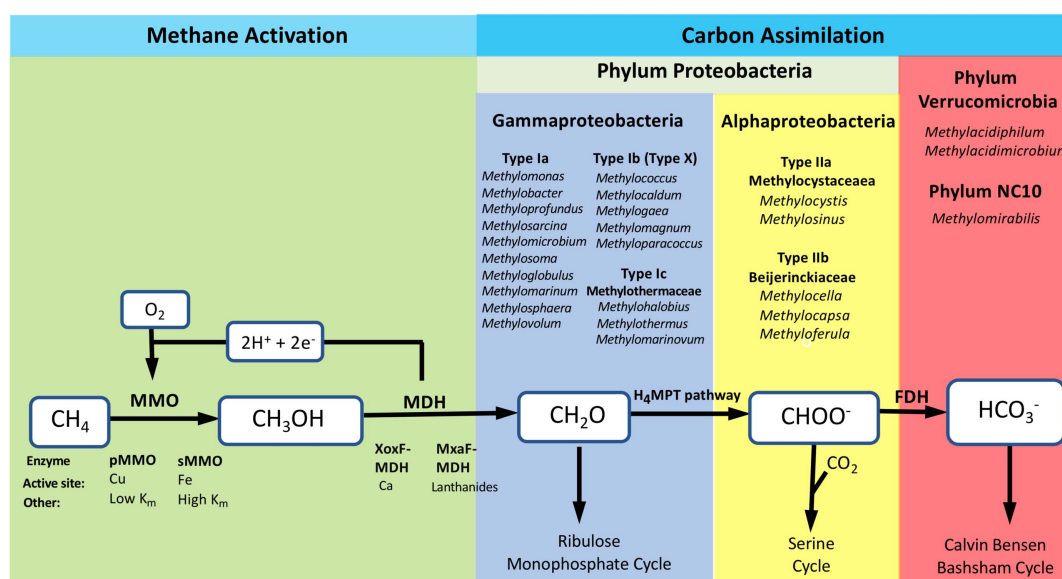 Methane Activation
Carbon Assimilation
Phylum Proteobacteria
Gammaproteobacteria
Type Ia
Methylomonas
Methylobacter
Methyloprofundus
Methylosarcina
Methylomicrobium
Methylosoma
Methyloglobulus
Methylomarinum
Methylosphaera
Methylovolum
Type Ib (Type X)
Methylococcus
Methylocaldum
Methylogaea
Methylomagnum
Methyloparacoccus
Type Ic
Methylothermaceae
Methylohalobius
Methylothermus
Methylomarinovum
Alphaproteobacteria
Type IIa
Methylocystaceaea
Methylocystis
Methylosinus
Type IIb
Beijerinckiaceae
Methylocella
Methylocapsa
Methyloferula
Phylum
Verrucomicrobia
Methylacidiphilum
Methylacidimicrobium
Phylum NC10
Methylomirabilis
O₂
2H⁺ + 2e⁻
CH₄
MMO
CH₃OH
MDH
CH₂O
H₄MPT pathway
CHOO⁻
FDH
HCO₃⁻
Enzyme
pMMO
sMMO
Active site:
Cu
Fe
Other:
Low Kₘ
High Kₘ
XoxF-
MDH
Ca
MxaF-
MDH
Lanthanides
CO₂
Ribulose
Monophosphate Cycle
Serine
Cycle
Calvin Bensen
Bashsham Cycle